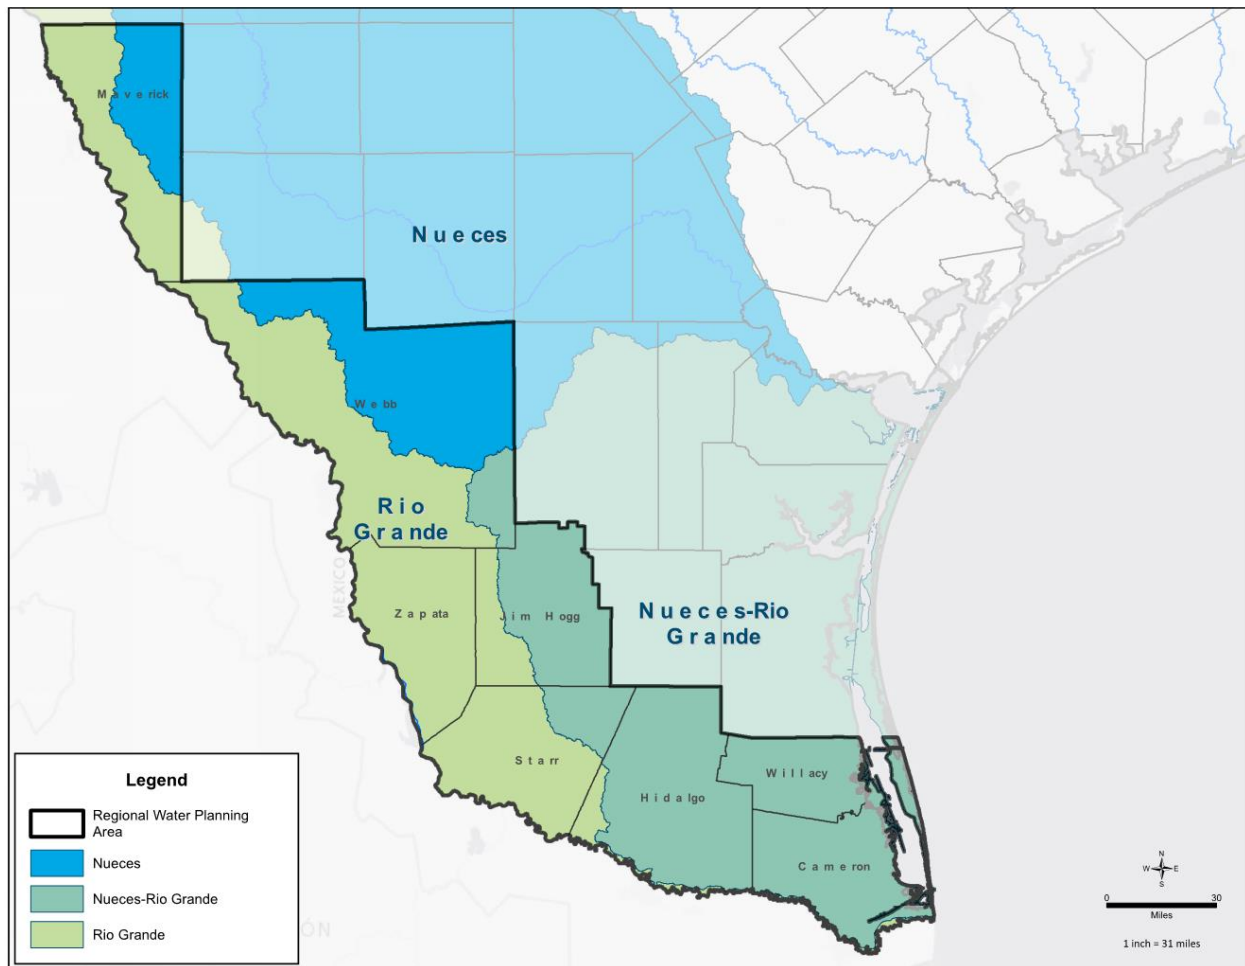 Maverick
Nueces
Webb
Rio
Grande
MÉXICO
Zapata
Jim Hogg
Nueces-Rio
Grande
Starr
Willacy
Hidalgo
Cameron
Legend
Regional Water Planning
Area
Nueces
Nueces-Rio Grande
Rio Grande
N
W E
S
0 30
Miles
1 inch = 31 miles